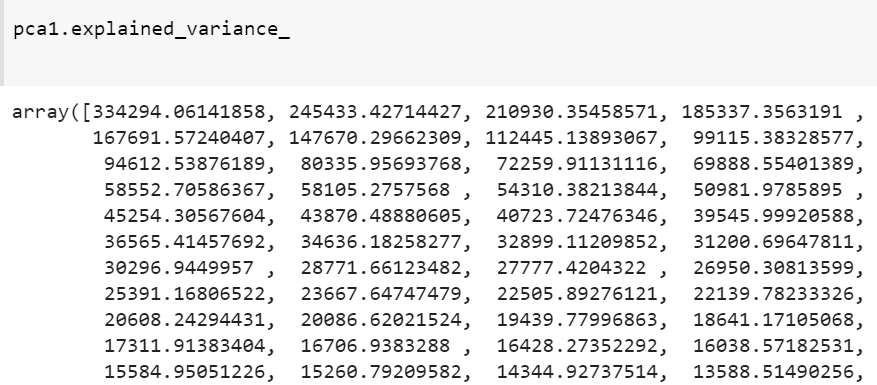 pca1.explained_variance_
array([334294.06141858, 245433.42714427, 210930.35458571, 185337.3563191 ,
167691.57240407, 147670.29662309, 112445.13893067, 99115.38328577,
94612.53876189, 80335.95693768, 72259.91131116, 69888.55401389,
58552.70586367, 58105.2757568 , 54310.38213844, 50981.9785895 ,
45254.30567604, 43870.48880605, 40723.72476346, 39545.99920588,
36565.41457692, 34636.18258277, 32899.11209852, 31200.69647811,
30296.9449957 , 28771.66123482, 27777.4204322 , 26950.30813599,
25391.16806522, 23667.64747479, 22505.89276121, 22139.78233326,
20608.24294431, 20086.62021524, 19439.77996863, 18641.17105068,
17311.91383404, 16706.9383288 , 16428.27352292, 16038.57182531,
15584.95051226, 15260.79209582, 14344.92737514, 13588.51490256,